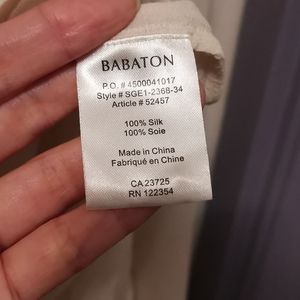 BABATON
P.O. # 4500041017
Style # SGE1-2368-34
Article # 52457
100% Silk
100% Soie
Made in China
Fabriqué en Chine
CA 23725
RN 122354